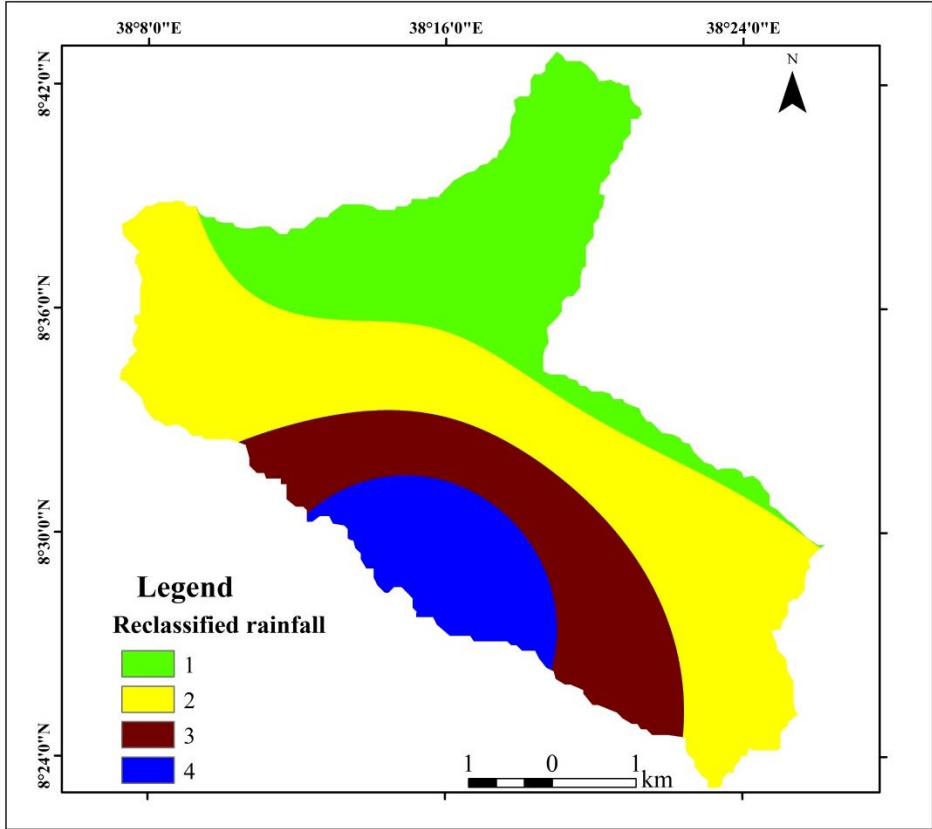 38°8'0"E 38°16'0"E 38°24'0"E
N
8°42'0"N
8°36'0"N
8°30'0"N
8°24'0"N
Legend
Reclassified rainfall
1
2
3
4
1 0 1
km